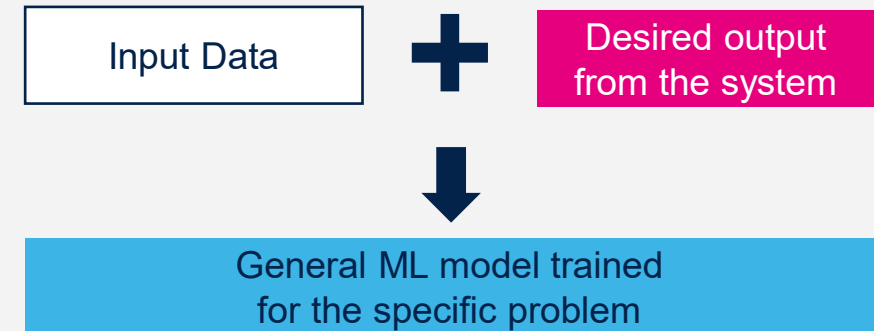 Input Data
Desired output
from the system
General ML model trained
for the specific problem